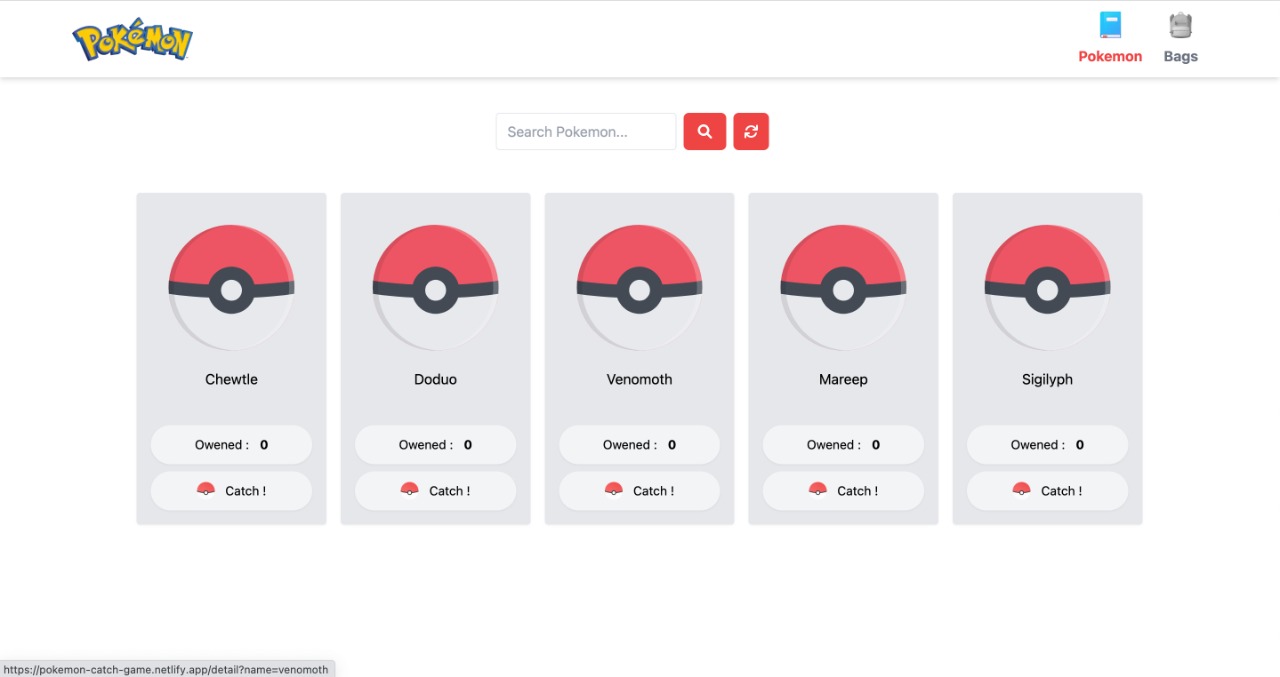 Pokémon
Pokemon Bags
Search Pokemon...
Chewtle Doduo Venomoth Mareep Sigilyph
Owened : 0 Owened : 0 Owened : 0 Owened : 0 Owened : 0
Catch ! Catch ! Catch ! Catch ! Catch !
https://pokemon-catch-game.netlify.app/detail?name=venomoth